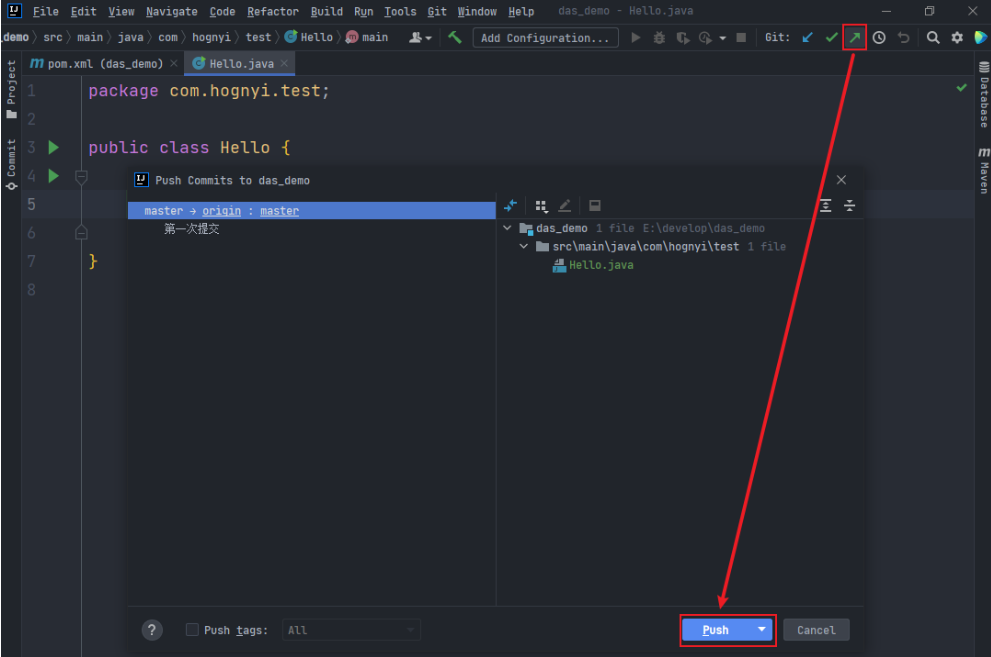 File Edit View Navigate Code Refactor Build Run Tools Git Window Help das_demo - Hello.java
_demo src main java com hognyi test Hello main Add Configuration... Git:
m pom.xml (das_demo) Hello.java
Project
Commit
Database
m Maven
1 package com.hognyi.test;
2
3 public class Hello {
4
5
6
7 }
8
Push Commits to das_demo
master → origin : master
第一次提交
das_demo 1 file E:\develop\das_demo
src\main\java\com\hognyi\test 1 file
Hello.java
? Push tags: All Push Cancel